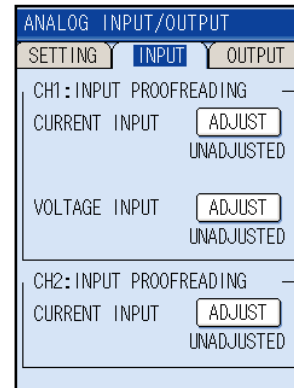 ANALOG INPUT/OUTPUT
SETTING INPUT OUTPUT
CH1:INPUT PROOFREADING
CURRENT INPUT ADJUST
UNADJUSTED
VOLTAGE INPUT ADJUST
UNADJUSTED
CH2:INPUT PROOFREADING
CURRENT INPUT ADJUST
UNADJUSTED